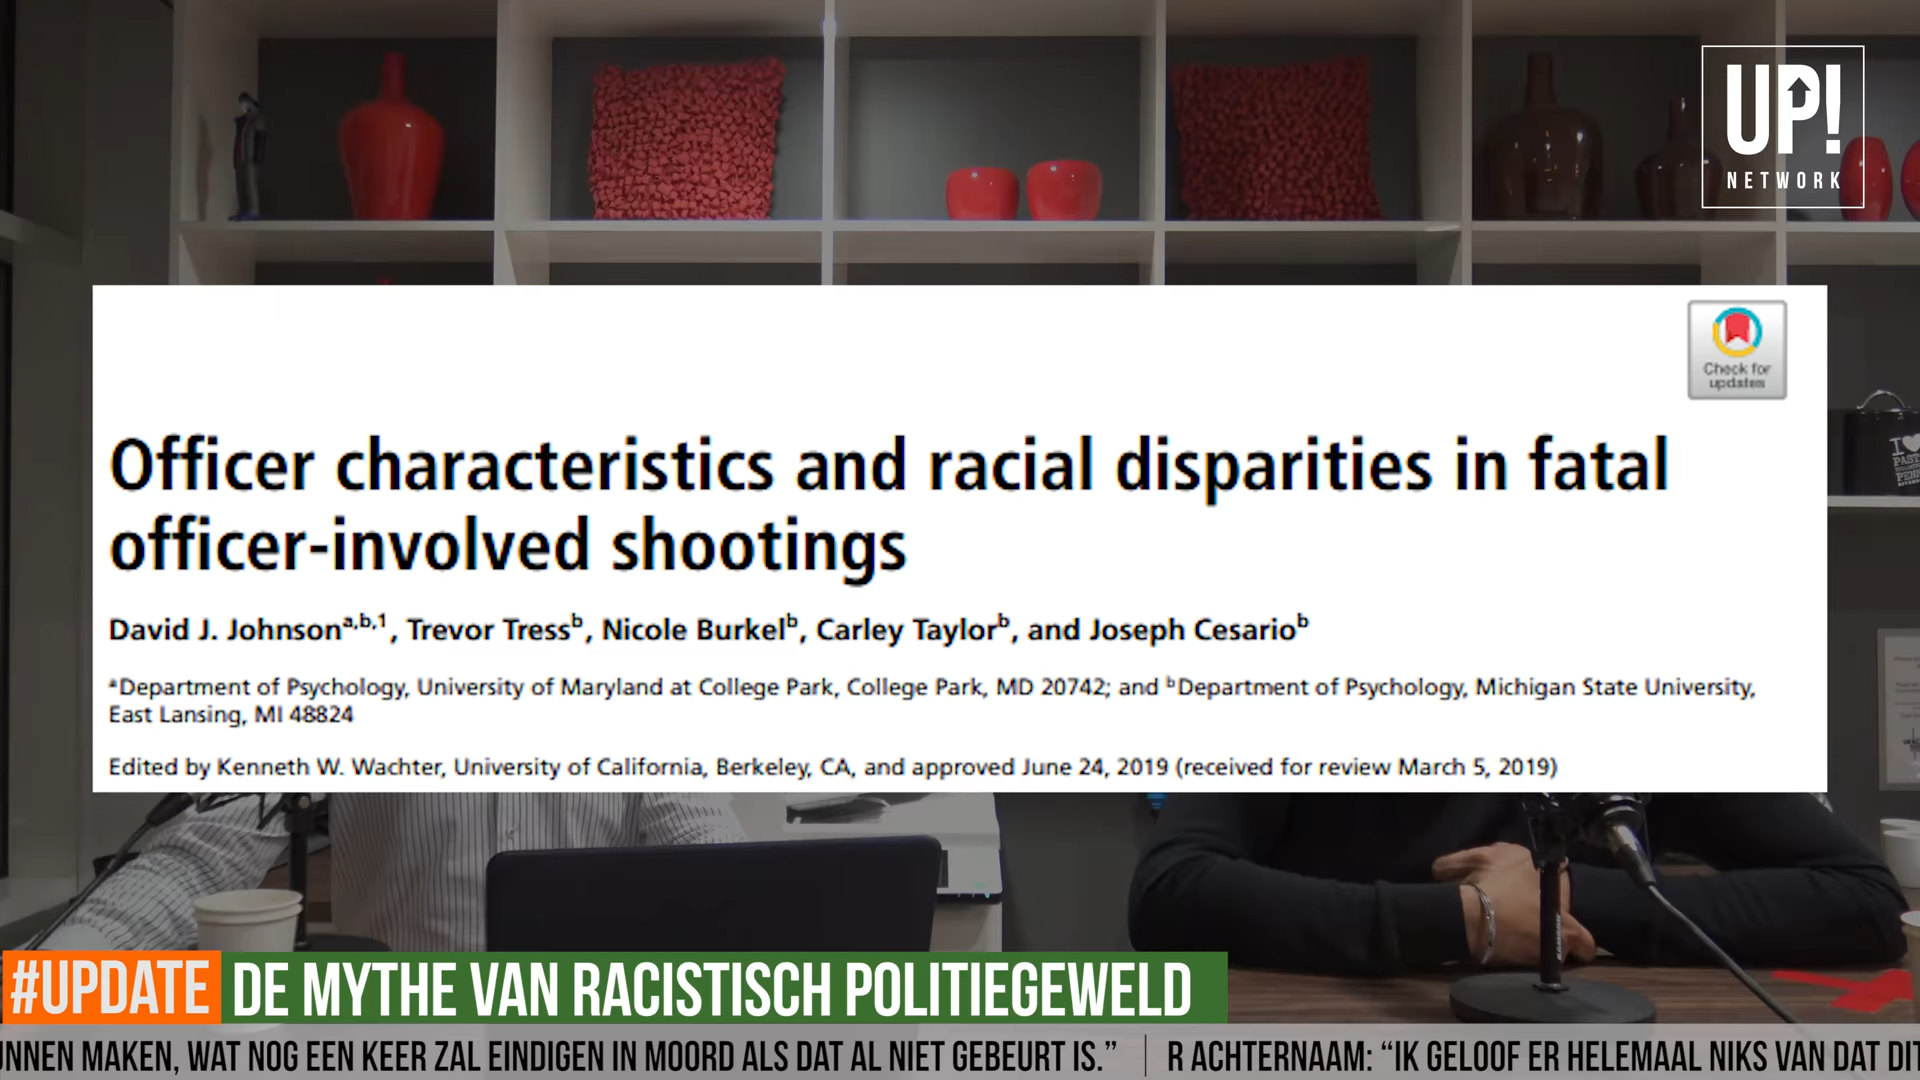 UP!
NETWORK
Check for
updates
Officer characteristics and racial disparities in fatal
officer-involved shootings
David J. Johnsonᵃ,ᵇ,¹, Trevor Tressᵇ, Nicole Burkelᵇ, Carley Taylorᵇ, and Joseph Cesarioᵇ
ᵃDepartment of Psychology, University of Maryland at College Park, College Park, MD 20742; and ᵇDepartment of Psychology, Michigan State University,
East Lansing, MI 48824
Edited by Kenneth W. Wachter, University of California, Berkeley, CA, and approved June 24, 2019 (received for review March 5, 2019)
I ♥
#UPDATE DE MYTHE VAN RACISTISCH POLITIEGEWELD
UNNEN MAKEN, WAT NOG EEN KEER ZAL EINDIGEN IN MOORD ALS DAT AL NIET GEBEURT IS.” R ACHTERNAAM: “IK GELOOF ER HELEMAAL NIKS VAN DAT DIT